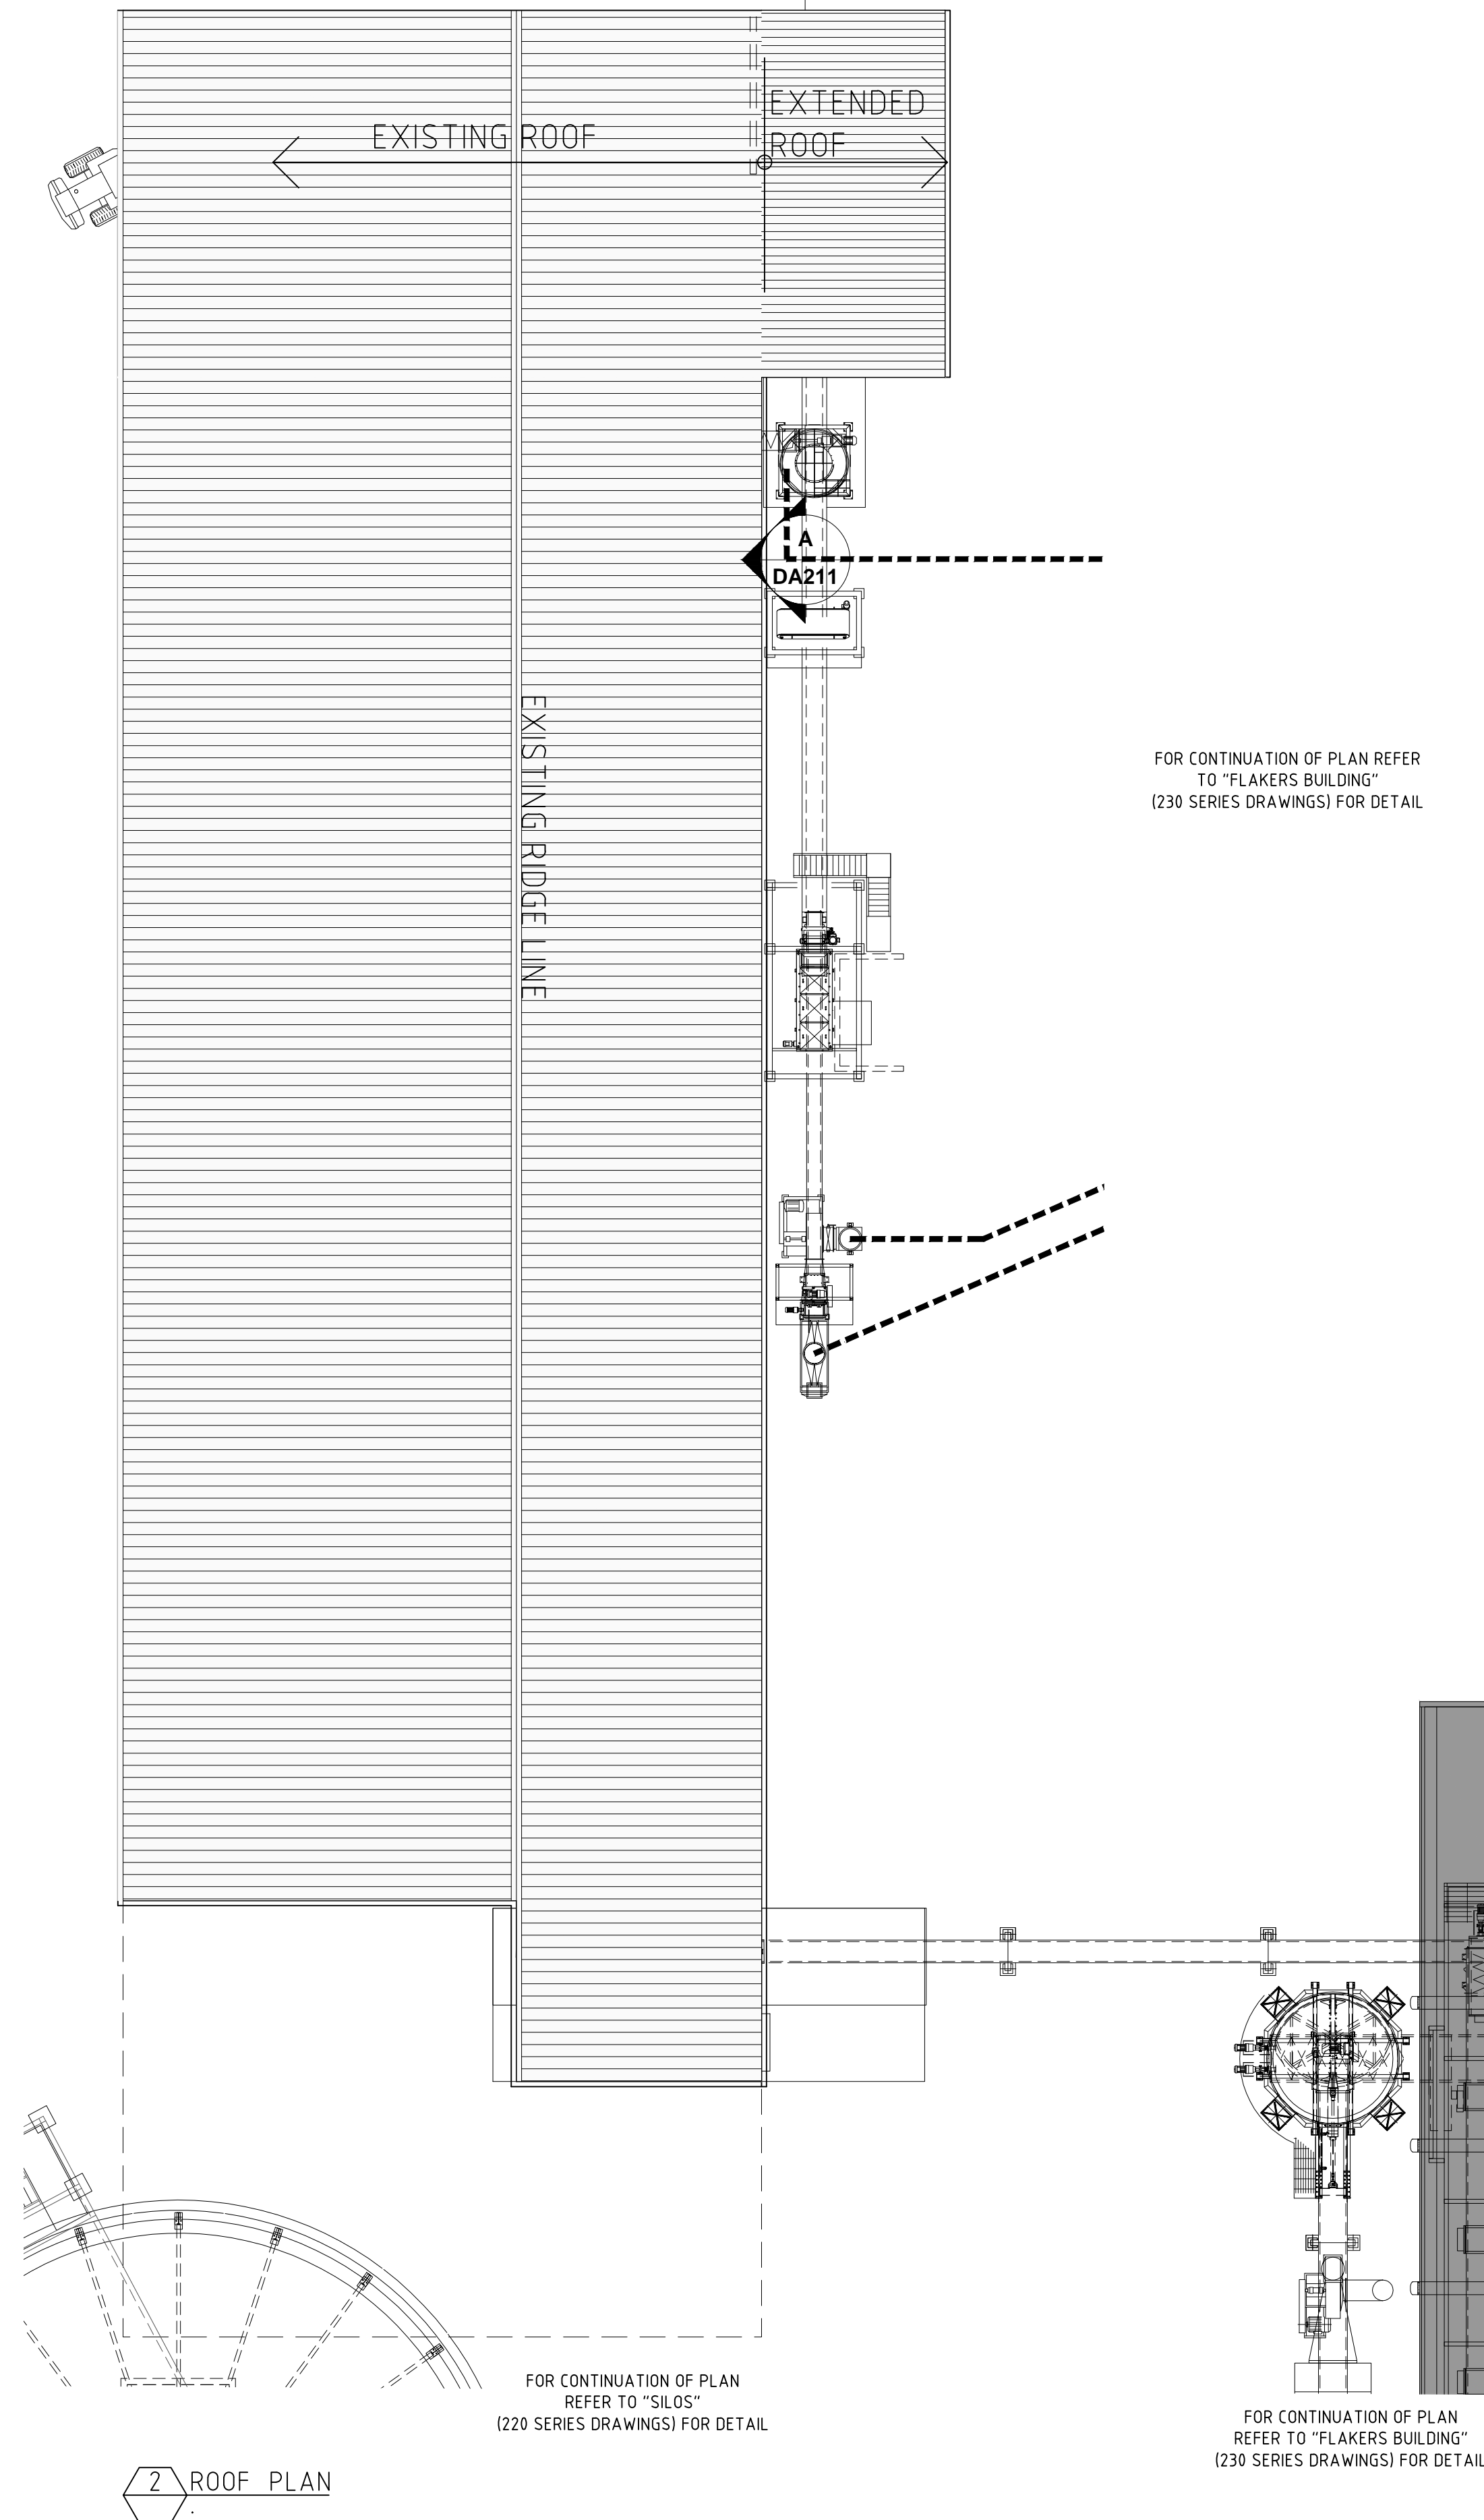 EXTENDED
EXISTING ROOF
ROOF
A
DA211
EXISTING RIDGE LINE
FOR CONTINUATION OF PLAN REFER
TO "FLAKERS BUILDING"
(230 SERIES DRAWINGS) FOR DETAIL
FOR CONTINUATION OF PLAN
REFER TO "SILOS"
(220 SERIES DRAWINGS) FOR DETAIL
FOR CONTINUATION OF PLAN
REFER TO "FLAKERS BUILDING"
(230 SERIES DRAWINGS) FOR DETAIL
2 ROOF PLAN